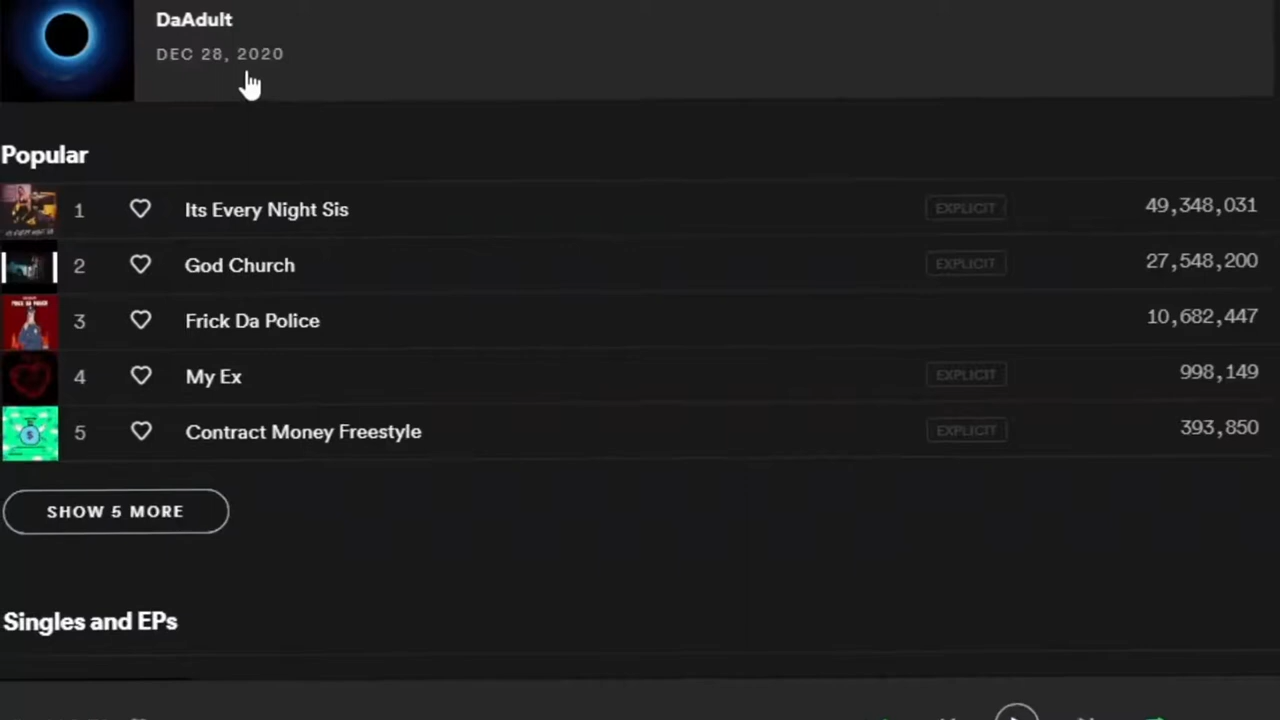 DaAdult
DEC 28, 2020
Popular
1 Its Every Night Sis EXPLICIT 49,348,031
2 God Church EXPLICIT 27,548,200
3 Frick Da Police 10,682,447
4 My Ex EXPLICIT 998,149
5 Contract Money Freestyle EXPLICIT 393,850
SHOW 5 MORE
Singles and EPs